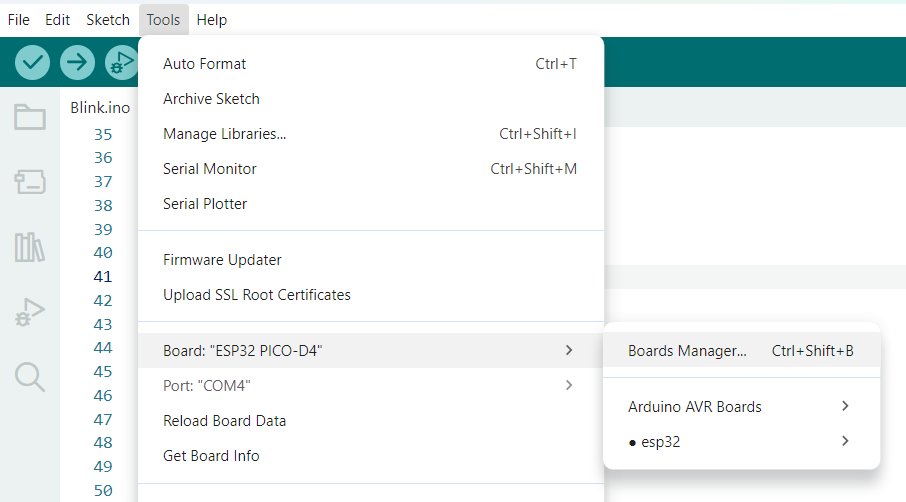 File Edit Sketch Tools Help
Auto Format Ctrl+T
Archive Sketch
Blink.ino
Manage Libraries... Ctrl+Shift+I
Serial Monitor Ctrl+Shift+M
Serial Plotter
Firmware Updater
Upload SSL Root Certificates
Board: "ESP32 PICO-D4"
Port: "COM4"
Reload Board Data
Get Board Info
Boards Manager... Ctrl+Shift+B
Arduino AVR Boards
● esp32
35
36
37
38
39
40
41
42
43
44
45
46
47
48
49
50